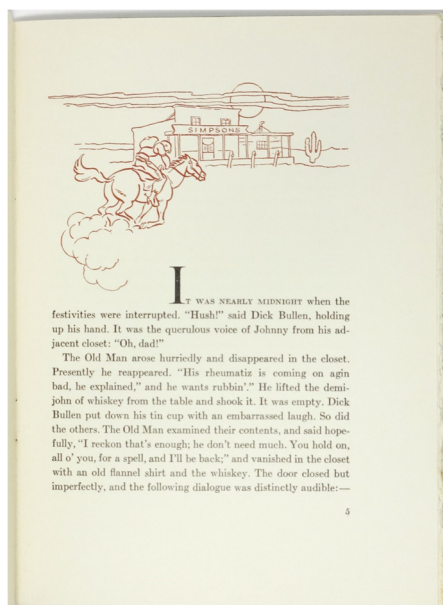 SIMPSONS
IT WAS NEARLY MIDNIGHT when the
festivities were interrupted. "Hush!" said Dick Bullen, holding
up his hand. It was the querulous voice of Johnny from his ad-
jacent closet: "Oh, dad!"
The Old Man arose hurriedly and disappeared in the closet.
Presently he reappeared. "His rheumatiz is coming on agin
bad, he explained," and he wants rubbin'." He lifted the demi-
john of whiskey from the table and shook it. It was empty. Dick
Bullen put down his tin cup with an embarrassed laugh. So did
the others. The Old Man examined their contents, and said hope-
fully, "I reckon that's enough; he don't need much. You hold on,
all o' you, for a spell, and I'll be back;" and vanished in the closet
with an old flannel shirt and the whiskey. The door closed but
imperfectly, and the following dialogue was distinctly audible:—
5